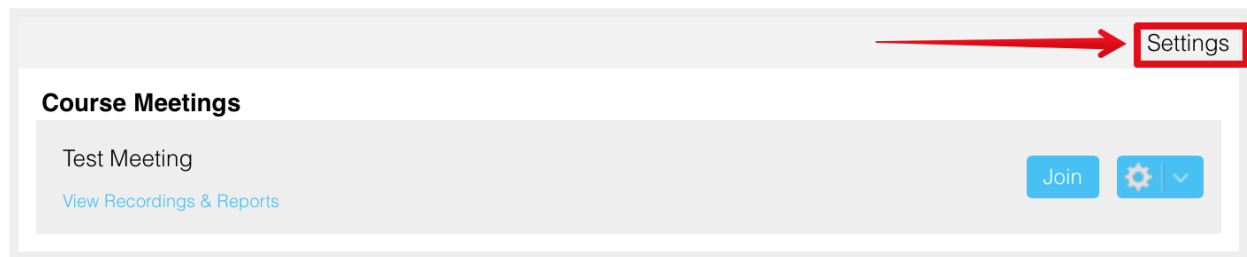 Settings
Course Meetings
Test Meeting
Join
View Recordings & Reports